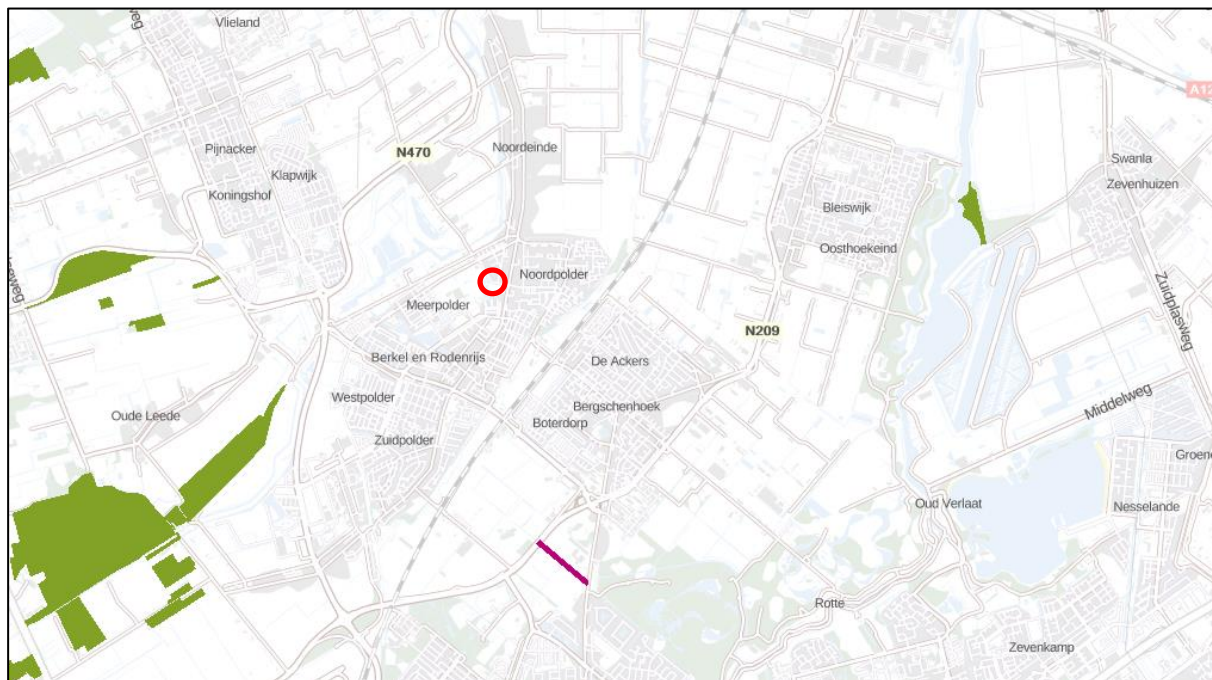 Vlieland
A12
N470
Noordeinde
Pijnacker
Klapwijk
Koningshof
Swanla
Zevenhuizen
Bleiswijk
Oosthoekeind
Noordpolder
Meerpolder
Zuidplasweg
N209
De Ackers
Berkel en Rodenrijs
Westpolder
Bergschenhoek
Middelweg
Oude Leede
Boterdorp
Zuidpolder
Oud Verlaat
Nesselande
Rotte
Zevenkamp